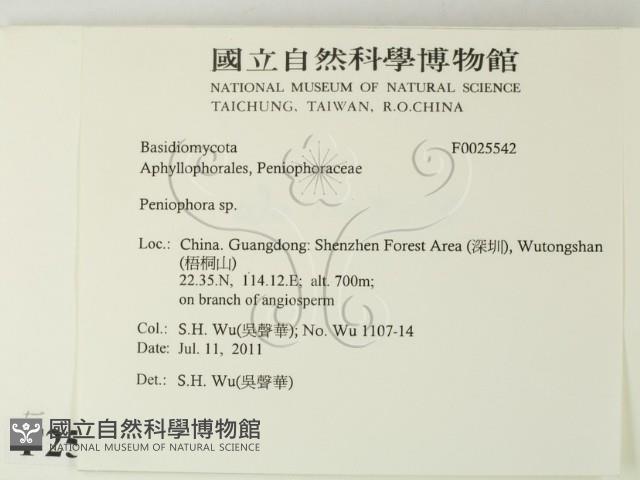 國立自然科學博物館
NATIONAL MUSEUM OF NATURAL SCIENCE
TAICHUNG, TAIWAN, R.O.CHINA
Basidiomycota F0025542
Aphyllophorales, Peniophoraceae
Peniophora sp.
Loc.: China. Guangdong: Shenzhen Forest Area (深圳), Wutongshan
(梧桐山)
22.35.N, 114.12.E; alt. 700m;
on branch of angiosperm
Col.: S.H. Wu(吳聲華); No. Wu 1107-14
Date: Jul. 11, 2011
Det.: S.H. Wu(吳聲華)
國立自然科學博物館
NATIONAL MUSEUM OF NATURAL SCIENCE